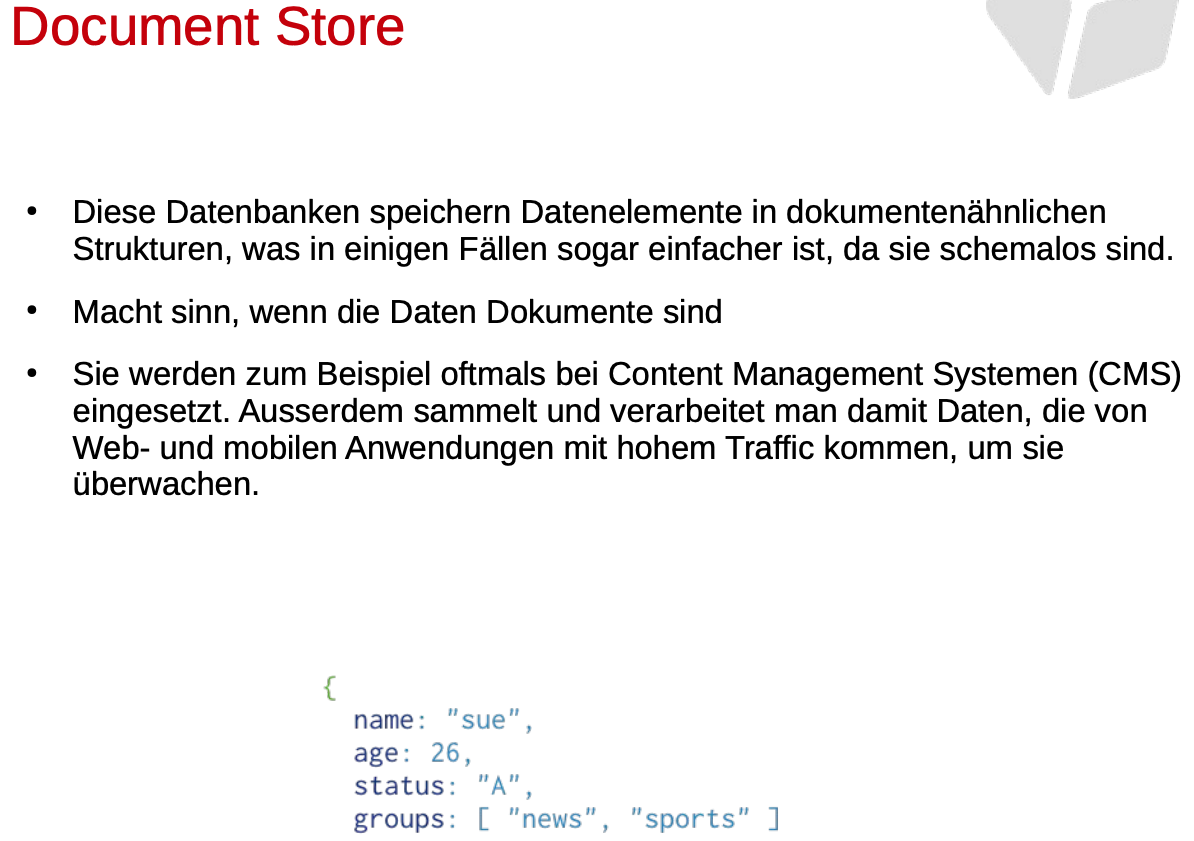 Document Store
• Diese Datenbanken speichern Datenelemente in dokumentenähnlichen
Strukturen, was in einigen Fällen sogar einfacher ist, da sie schemalos sind.
• Macht sinn, wenn die Daten Dokumente sind
• Sie werden zum Beispiel oftmals bei Content Management Systemen (CMS)
eingesetzt. Ausserdem sammelt und verarbeitet man damit Daten, die von
Web- und mobilen Anwendungen mit hohem Traffic kommen, um sie
überwachen.
{
name: "sue",
age: 26,
status: "A",
groups: [ "news", "sports" ]